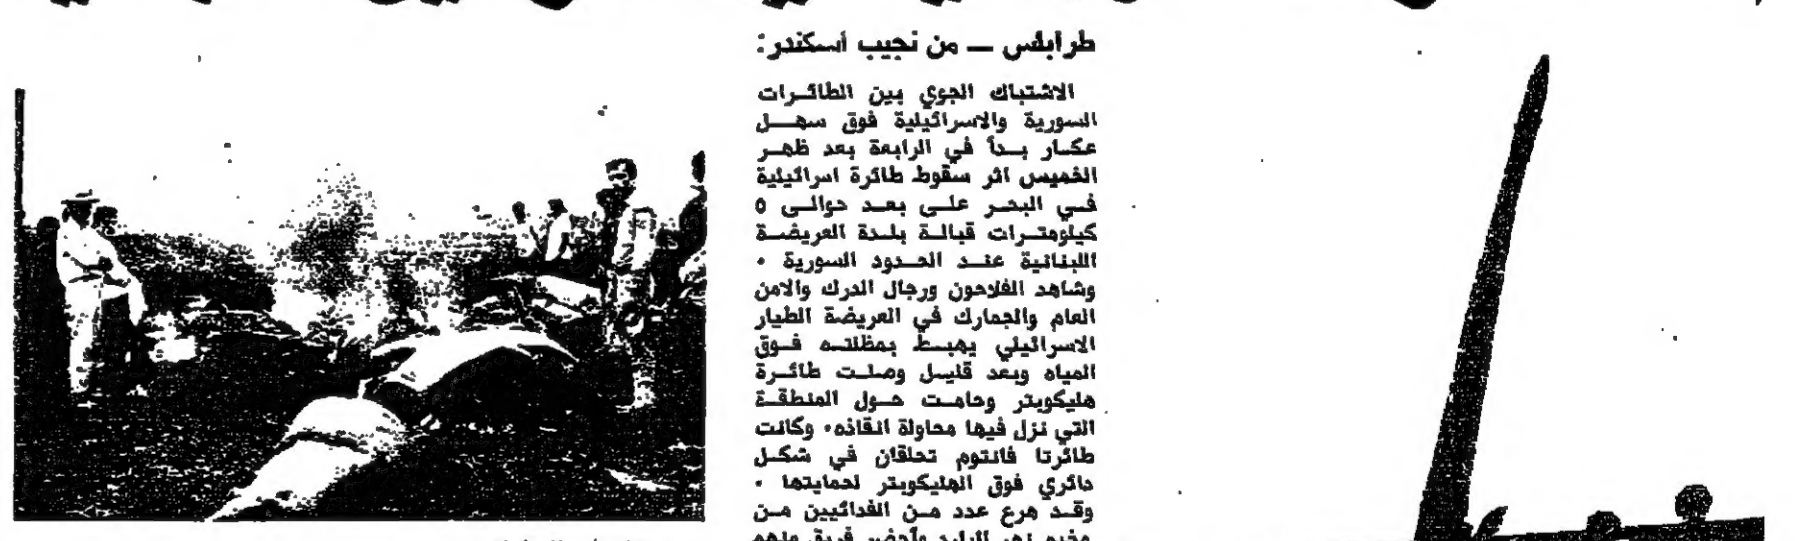 طرابلس — من نجيب أسكندر:
الاشتباك الجوي بين الطائرات
السورية والاسرائيلية فوق سهل
عكار بدأ في الرابعة بعد ظهر
الخميس اثر سقوط طائرة اسرائيلية
في البحر على بعد حوالى ٥
كيلومترات قبالة بلدة العريضة
اللبنانية عند الحدود السورية ٠
وشاهد الفلاحون ورجال الدرك والامن
العام والجمارك في العريضة الطيار
الاسرائيلي يهبط بمظلته فوق
المياه وبعد قليل وصلت طائرة
هليكوبتر وحامت حول المنطقة
التي نزل فيها محاولة انقاذه٠ وكانت
طائرتا فانتوم تحلقان في شكل
دائري فوق الهليكوبتر لحمايتها ٠
وقد هرع عدد من الفدائيين من